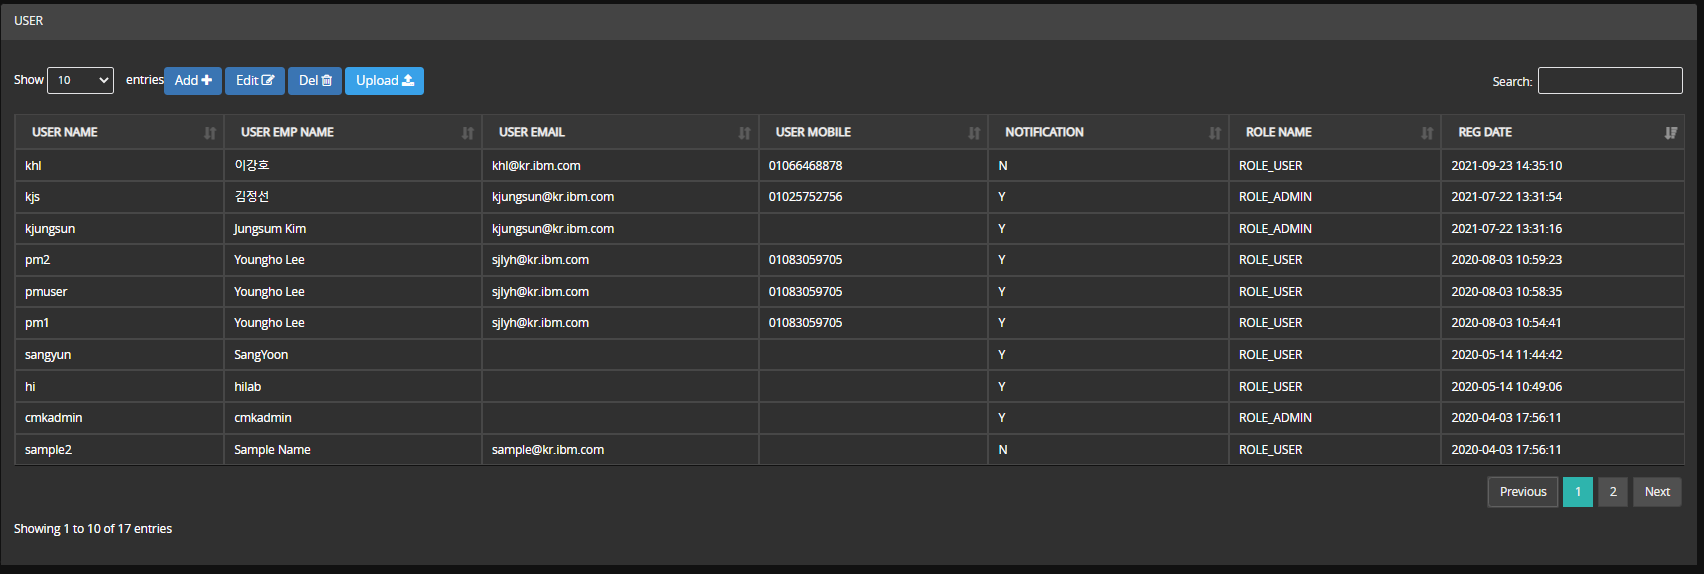 USER
Show 10 entries Add Edit Del Upload Search:
USER NAME USER EMP NAME USER EMAIL USER MOBILE NOTIFICATION ROLE NAME REG DATE
khl 이강호 khl@kr.ibm.com 01066468878 N ROLE_USER 2021-09-23 14:35:10
kjs 김정선 kjungsun@kr.ibm.com 01025752756 Y ROLE_ADMIN 2021-07-22 13:31:54
kjungsun Jungsum Kim kjungsun@kr.ibm.com Y ROLE_ADMIN 2021-07-22 13:31:16
pm2 Youngho Lee sjlyh@kr.ibm.com 01083059705 Y ROLE_USER 2020-08-03 10:59:23
pmuser Youngho Lee sjlyh@kr.ibm.com 01083059705 Y ROLE_USER 2020-08-03 10:58:35
pm1 Youngho Lee sjlyh@kr.ibm.com 01083059705 Y ROLE_USER 2020-08-03 10:54:41
sangyun SangYoon Y ROLE_USER 2020-05-14 11:44:42
hi hilab Y ROLE_USER 2020-05-14 10:49:06
cmkadmin cmkadmin Y ROLE_ADMIN 2020-04-03 17:56:11
sample2 Sample Name sample@kr.ibm.com N ROLE_USER 2020-04-03 17:56:11
Previous 1 2 Next
Showing 1 to 10 of 17 entries